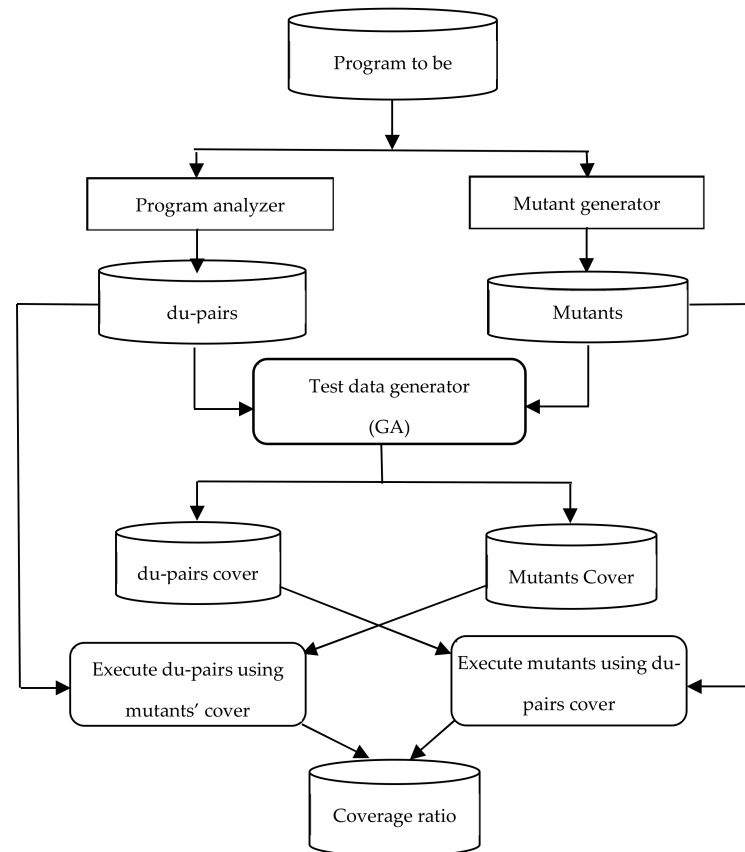 Program to be
Program analyzer
Mutant generator
du-pairs
Mutants
Test data generator
(GA)
du-pairs cover
Mutants Cover
Execute du-pairs using
mutants’ cover
Execute mutants using du-
pairs cover
Coverage ratio